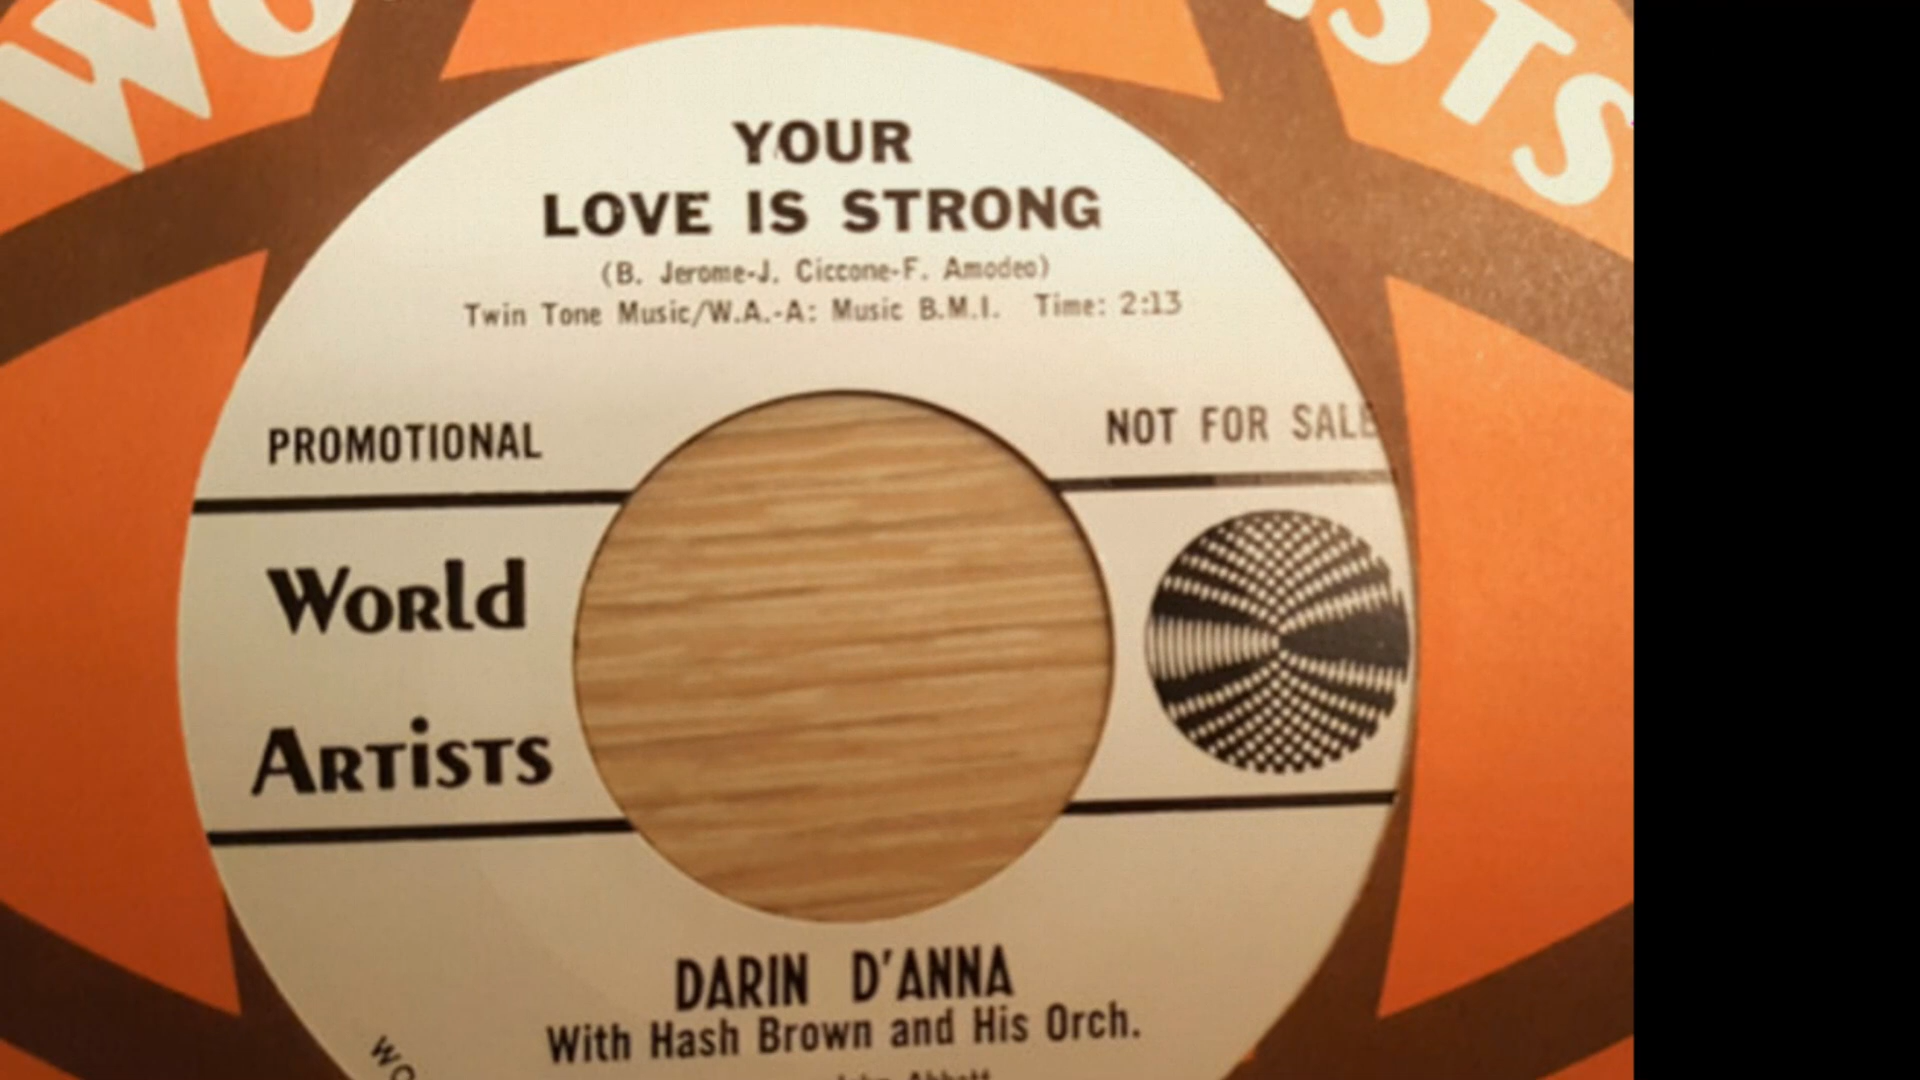 YOUR
LOVE IS STRONG
(B. Jerome-J. Ciccone-F. Amodeo)
Twin Tone Music/W.A.-A: Music B.M.I. Time: 2:13
PROMOTIONAL NOT FOR SALE
World
Artists
DARIN D'ANNA
With Hash Brown and His Orch.